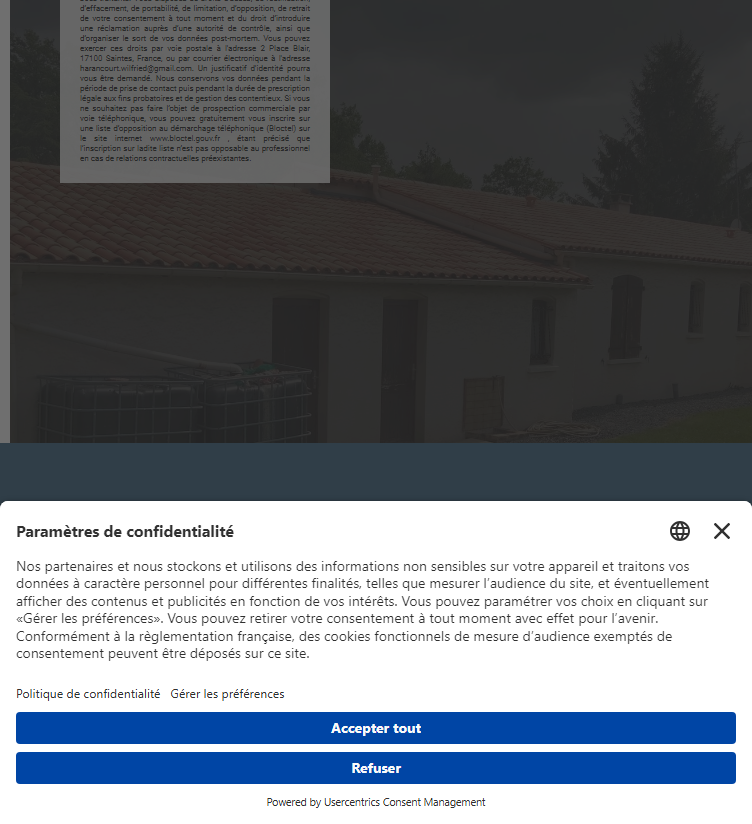 d'effacement, de portabilité, de limitation, d'opposition, de retrait
de votre consentement à tout moment et du droit d'introduire
une réclamation auprès d'une autorité de contrôle, ainsi que
d'organiser le sort de vos données post-mortem. Vous pouvez
exercer ces droits par voie postale à l'adresse 2 Place Blair,
17100 Saintes, France, ou par courrier électronique à l'adresse
harancourt.wilfried@gmail.com. Un justificatif d'identité pourra
vous être demandé. Nous conservons vos données pendant la
période de prise de contact puis pendant la durée de prescription
légale aux fins probatoires et de gestion des contentieux. Si vous
ne souhaitez pas faire l'objet de prospection commerciale par
voie téléphonique, vous pouvez gratuitement vous inscrire sur
une liste d'opposition au démarchage téléphonique (Bloctel) sur
le site internet www.bloctel.gouv.fr , étant précisé que
l'inscription sur ladite liste n'est pas opposable au professionnel
en cas de relations contractuelles préexistantes.
Paramètres de confidentialité
Nos partenaires et nous stockons et utilisons des informations non sensibles sur votre appareil et traitons vos
données à caractère personnel pour différentes finalités, telles que mesurer l'audience du site, et éventuellement
afficher des contenus et publicités en fonction de vos intérêts. Vous pouvez paramétrer vos choix en cliquant sur
«Gérer les préférences». Vous pouvez retirer votre consentement à tout moment avec effet pour l'avenir.
Conformément à la règlementation française, des cookies fonctionnels de mesure d'audience exemptés de
consentement peuvent être déposés sur ce site.
Politique de confidentialité Gérer les préférences
Accepter tout
Refuser
Powered by Usercentrics Consent Management